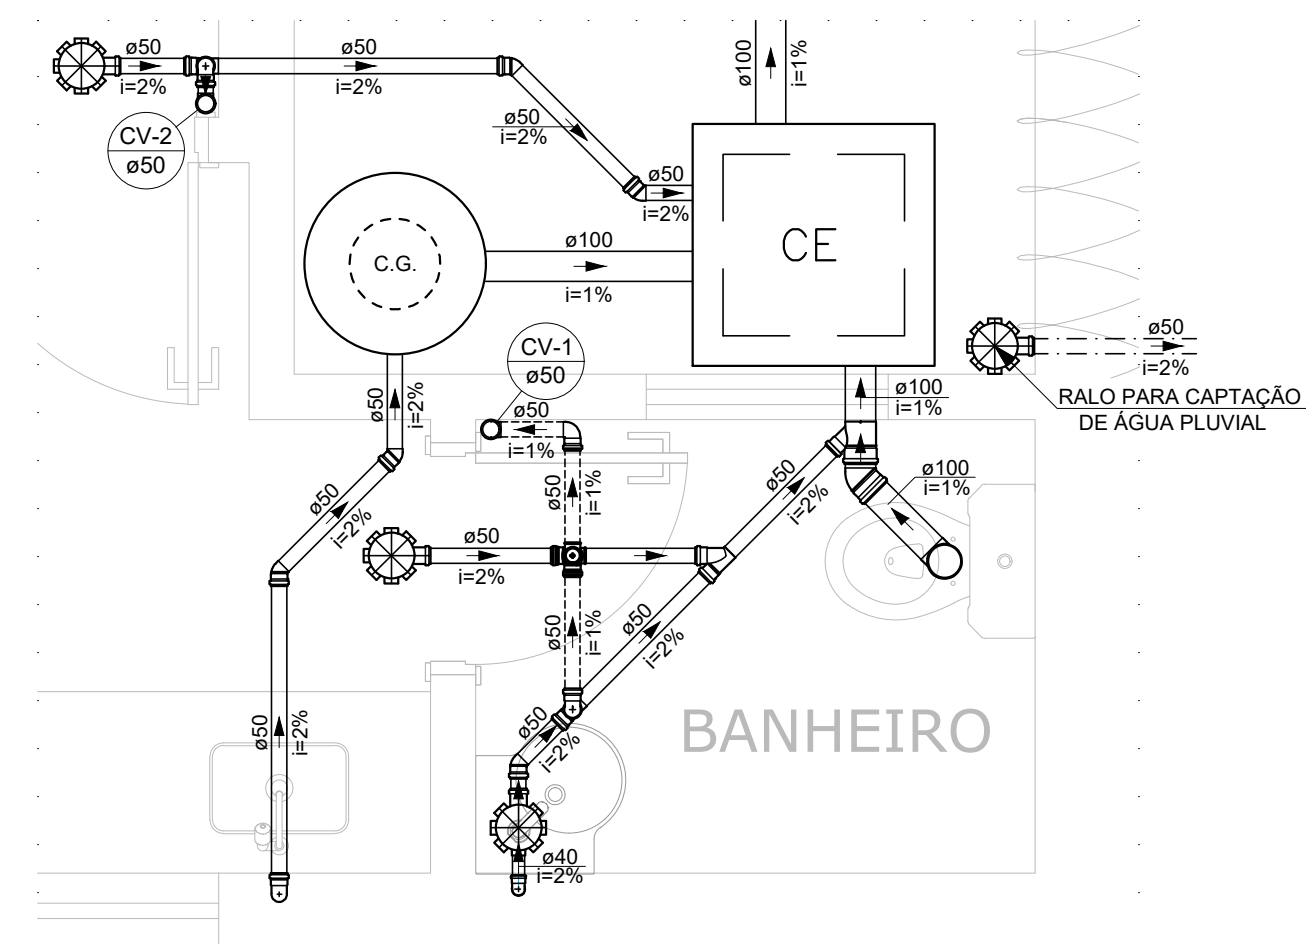 ø50
i=2%
ø50
i=2%
CV-2
ø50
ø50
i=2%
ø50
i=2%
ø100
i=1%
C.G.
CE
ø100
i=1%
CV-1
ø50
ø50
i=2%
RALO PARA CAPTAÇÃO
DE ÁGUA PLUVIAL
ø50
i=2%
ø50
i=1%
ø100
i=1%
ø100
i=1%
ø50
i=2%
ø50
i=1%
ø50
i=2%
ø50
i=2%
ø50
i=1%
ø50
i=2%
ø50
i=2%
ø50
i=2%
BANHEIRO
ø40
i=2%